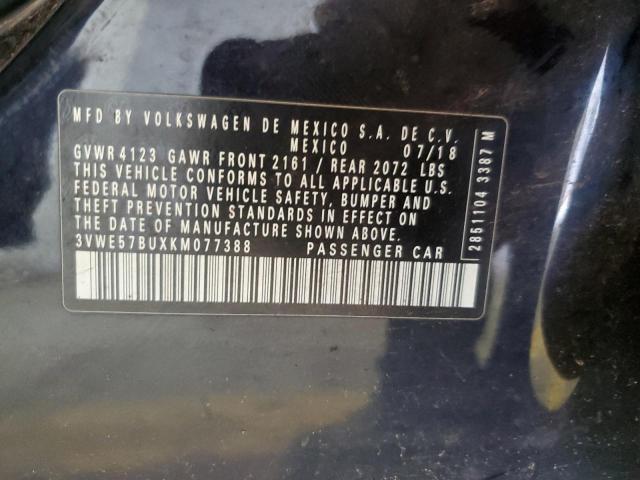 MFD BY VOLKSWAGEN DE MEXICO S.A. DE C.V.
MEXICO 07/18
GVWR 4123 GAWR FRONT 2161 / REAR 2072 LBS
THIS VEHICLE CONFORMS TO ALL APPLICABLE U.S.
FEDERAL MOTOR VEHICLE SAFETY, BUMPER AND
THEFT PREVENTION STANDARDS IN EFFECT ON
THE DATE OF MANUFACTURE SHOWN ABOVE.
3VWE57BUXKM077388 PASSENGER CAR
2851104 3387 M